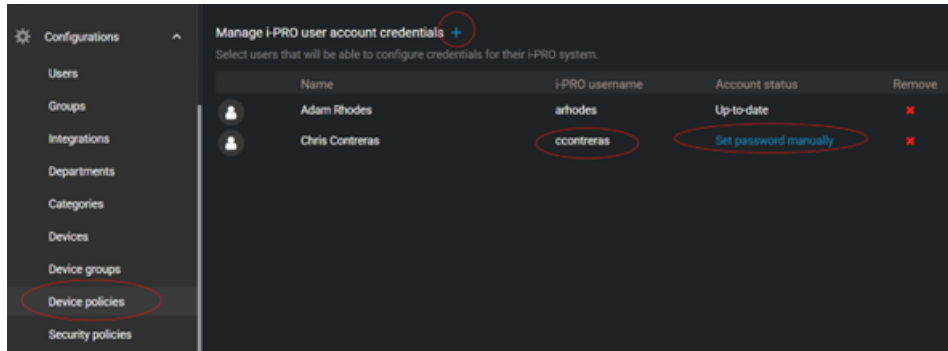 Configurations
Users
Groups
Integrations
Departments
Categories
Devices
Device groups
Device policies
Security policies
Manage i-PRO user account credentials +
Select users that will be able to configure credentials for their i-PRO system.
Name i-PRO username Account status Remove
Adam Rhodes arhodes Up-to-date
Chris Contreras ccontreras Set password manually